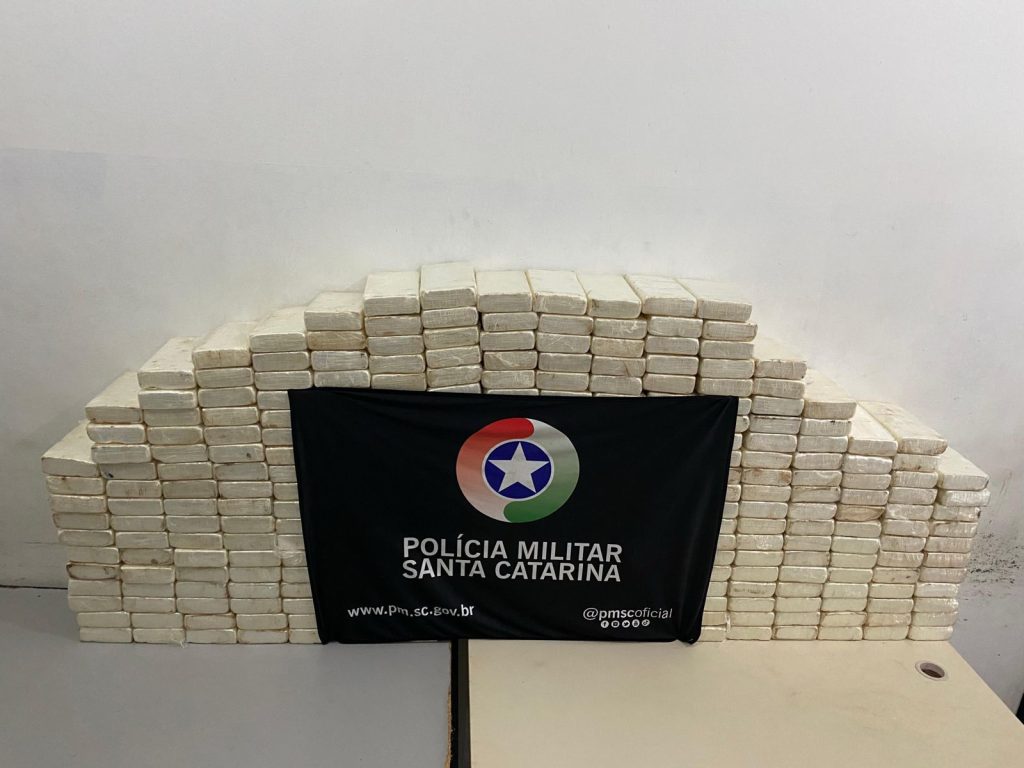 POLÍCIA MILITAR
SANTA CATARINA
www.pm.sc.gov.br
@pmscoficial